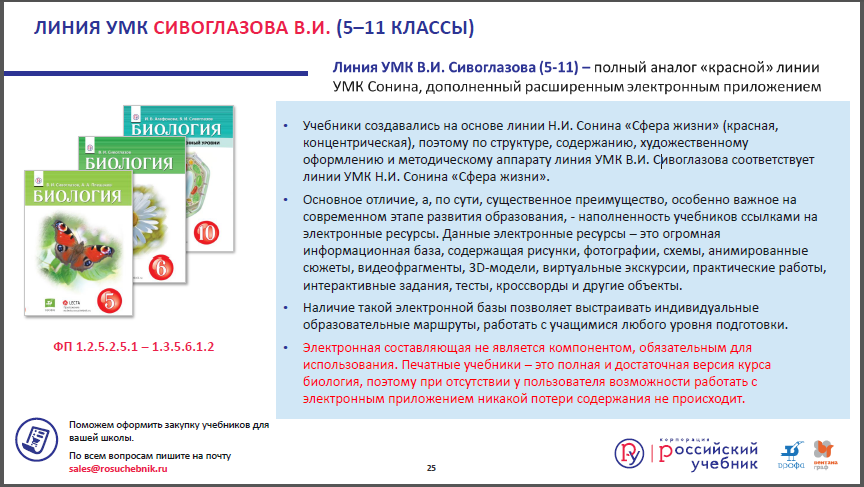 ЛИНИЯ УМК СИВОГЛАЗОВА В.И. (5–11 КЛАССЫ)
Линия УМК В.И. Сивоглазова (5-11) – полный аналог «красной» линии
УМК Сонина, дополненный расширенным электронным приложением
БИОЛОГИЯ
10
БИОЛОГИЯ
6
БИОЛОГИЯ
5
ФП 1.2.5.2.5.1 – 1.3.5.6.1.2
• Учебники создавались на основе линии Н.И. Сонина «Сфера жизни» (красная,
концентрическая), поэтому по структуре, содержанию, художественному
оформлению и методическому аппарату линия УМК В.И. Сивоглазова соответствует
линии УМК Н.И. Сонина «Сфера жизни».
• Основное отличие, а, по сути, существенное преимущество, особенно важное на
современном этапе развития образования, - наполненность учебников ссылками на
электронные ресурсы. Данные электронные ресурсы – это огромная
информационная база, содержащая рисунки, фотографии, схемы, анимированные
сюжеты, видеофрагменты, 3D-модели, виртуальные экскурсии, практические работы,
интерактивные задания, тесты, кроссворды и другие объекты.
• Наличие такой электронной базы позволяет выстраивать индивидуальные
образовательные маршруты, работать с учащимися любого уровня подготовки.
• Электронная составляющая не является компонентом, обязательным для
использования. Печатные учебники – это полная и достаточная версия курса
биологии, поэтому при отсутствии у пользователя возможности работать с
электронным приложением никакой потери содержания не происходит.
Поможем оформить закупку учебников для
вашей школы.
По всем вопросам пишите на почту
sales@rosuchebnik.ru
25
корпорация
российский
учебник
дрофа
вентана
граф